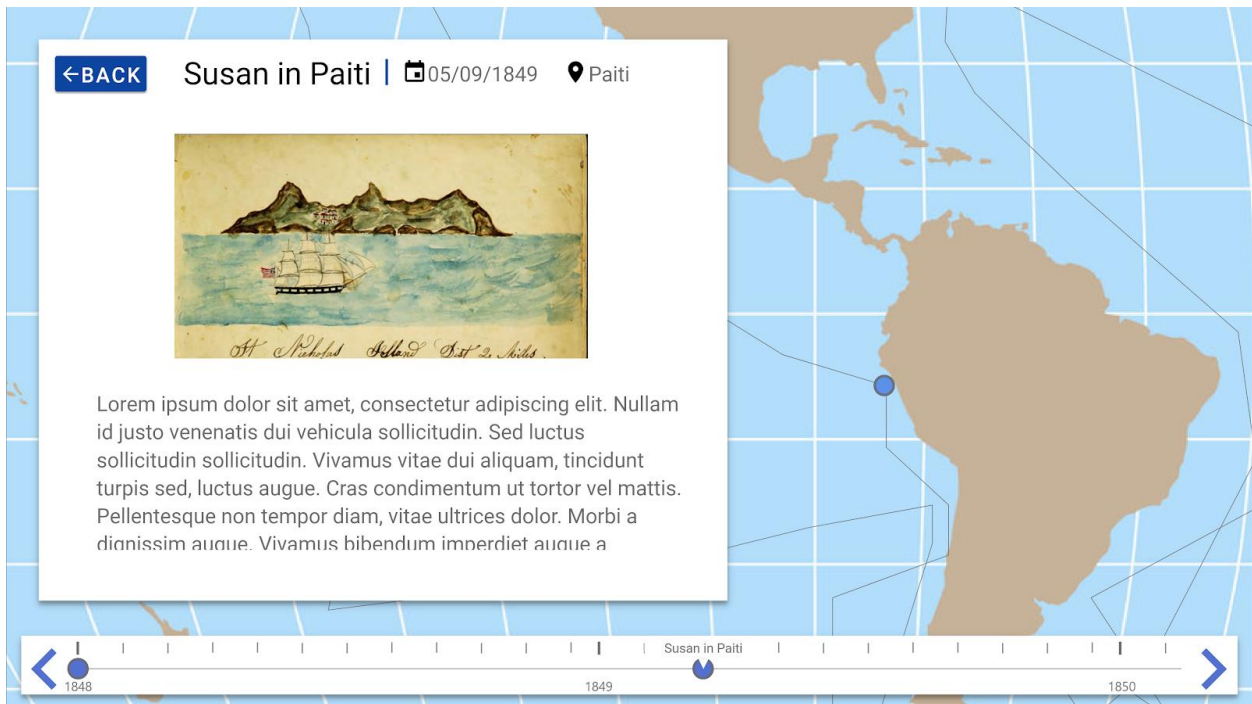 ←BACK
Susan in Paiti
05/09/1849
Paiti
St Nicholas Island Dist 2 Miles.
Lorem ipsum dolor sit amet, consectetur adipiscing elit. Nullam
id justo venenatis dui vehicula sollicitudin. Sed luctus
sollicitudin sollicitudin. Vivamus vitae dui aliquam, tincidunt
turpis sed, luctus augue. Cras condimentum ut tortor vel mattis.
Pellentesque non tempor diam, vitae ultrices dolor. Morbi a
dignissim augue. Vivamus bibendum imperdiet augue a
Susan in Paiti
1848
1849
1850